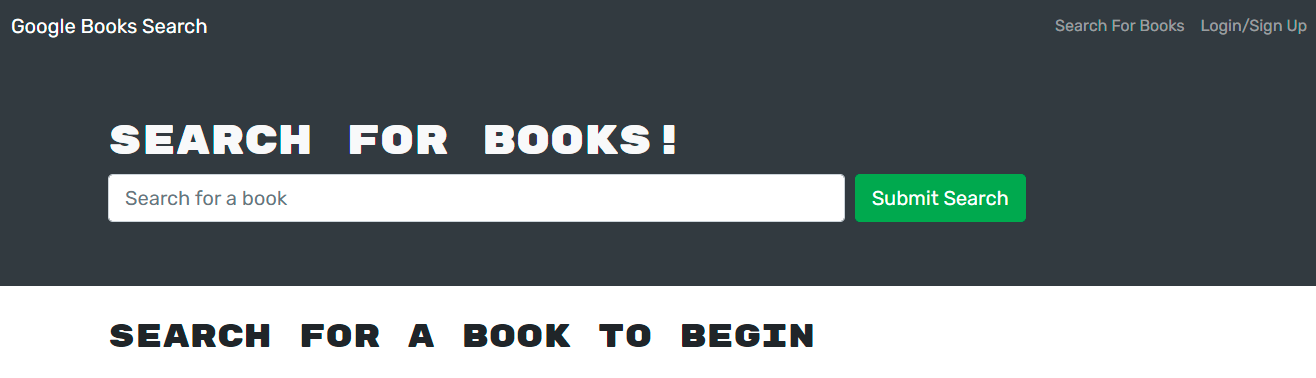 Google Books Search
Search For Books
Login/Sign Up
SEARCH FOR BOOKS!
Search for a book
Submit Search
SEARCH FOR A BOOK TO BEGIN